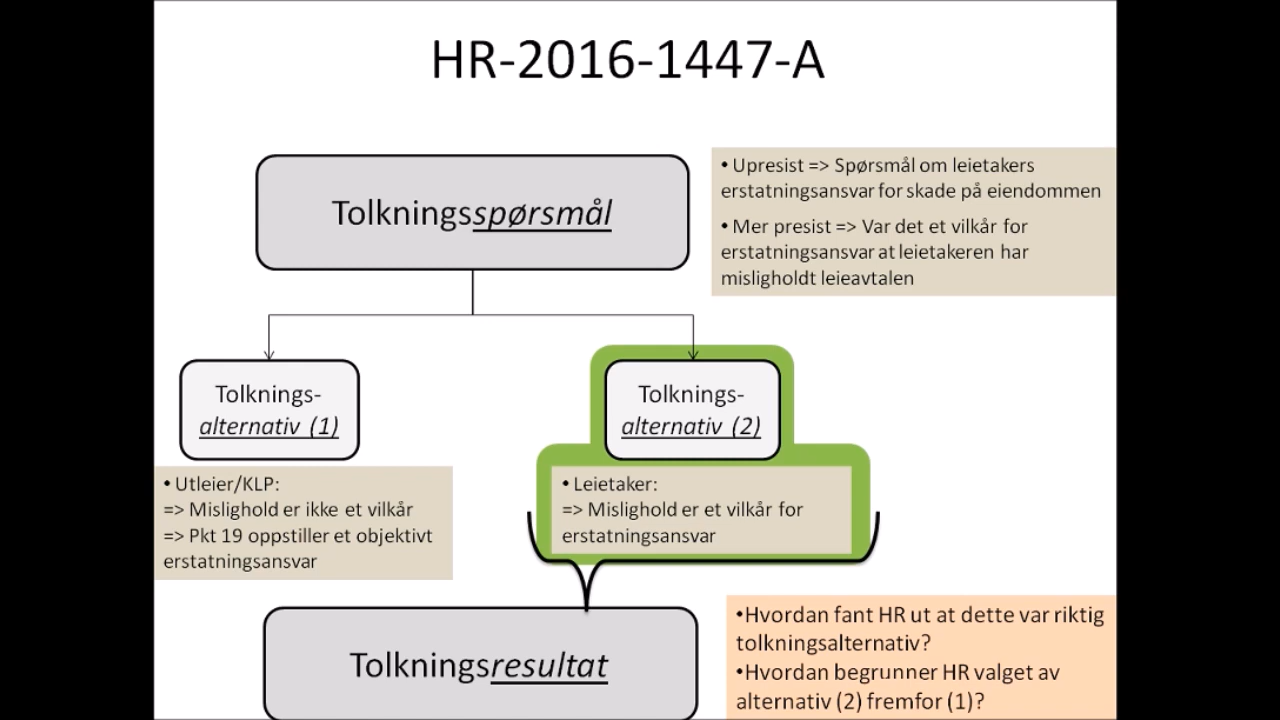 HR-2016-1447-A
Tolkningsspørsmål
• Upresist => Spørsmål om leietakers
erstatningsansvar for skade på eiendommen
• Mer presist => Var det et vilkår for
erstatningsansvar at leietakeren har
misligholdt leieavtalen
Tolknings-
alternativ (1)
Tolknings-
alternativ (2)
• Utleier/KLP:
=> Mislighold er ikke et vilkår
=> Pkt 19 oppstiller et objektivt
erstatningsansvar
• Leietaker:
=> Mislighold er et vilkår for
erstatningsansvar
Tolkningsresultat
•Hvordan fant HR ut at dette var riktig
tolkningsalternativ?
•Hvordan begrunner HR valget av
alternativ (2) fremfor (1)?